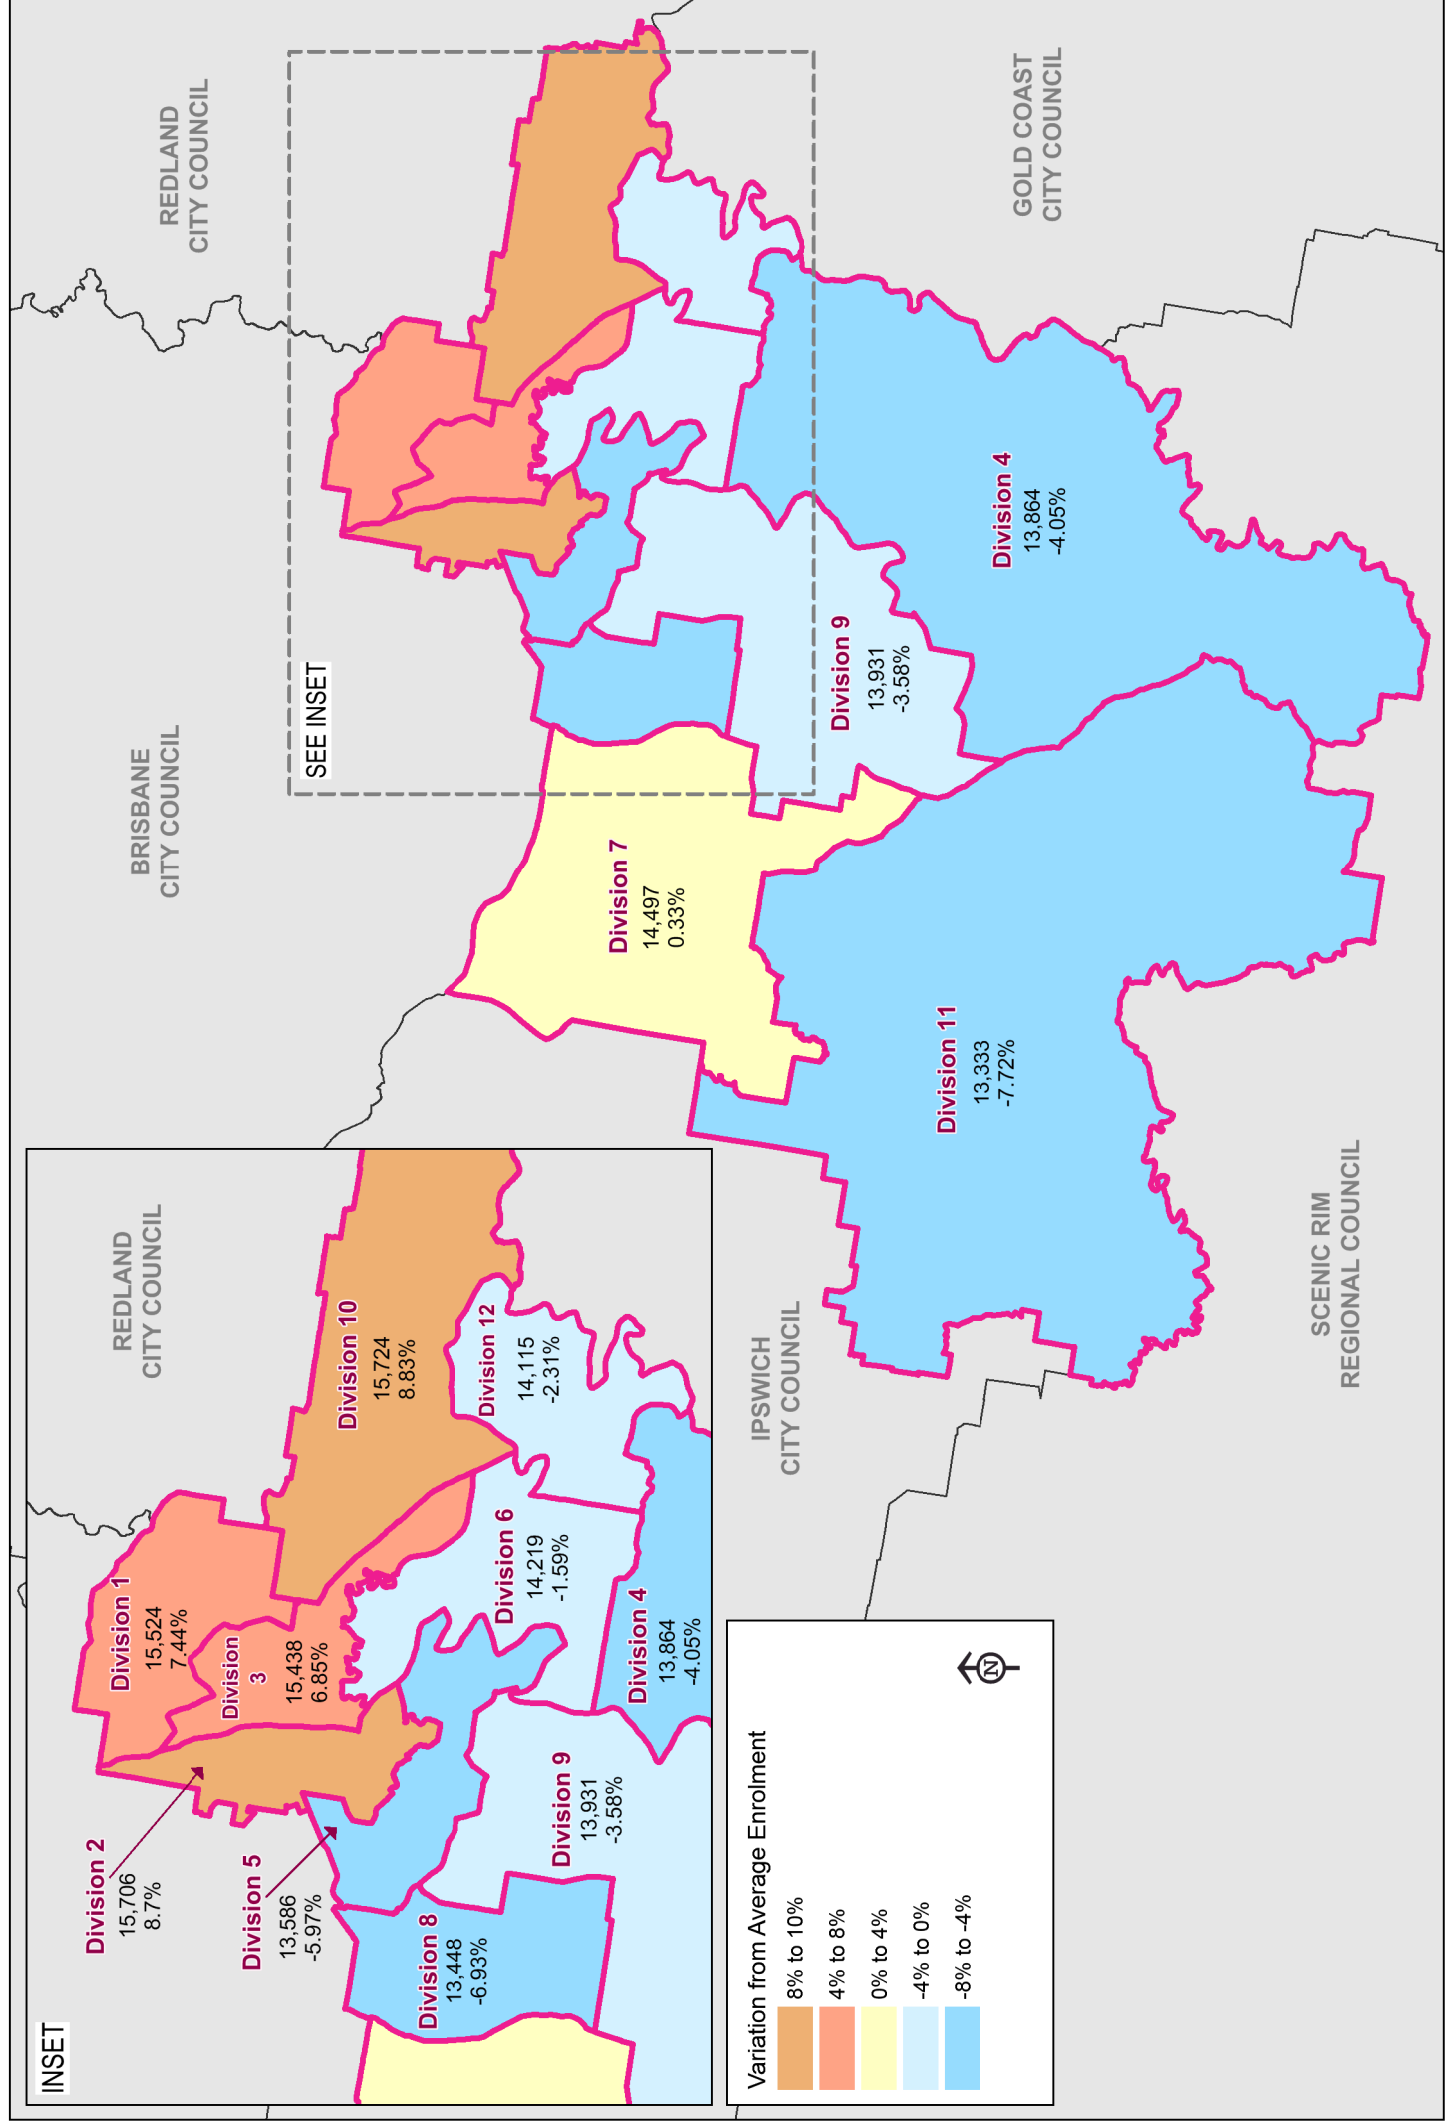 INSET
REDLAND
CITY COUNCIL
Division 1
15,524
7.44%
Division 2
15,706
8.7%
Division
3
15,438
6.85%
Division 10
15,724
8.83%
Division 5
13,586
-5.97%
Division 12
14,115
-2.31%
Division 8
13,448
-6.93%
Division 6
14,219
-1.59%
Division 9
13,931
-3.58%
Division 4
13,864
-4.05%
BRISBANE
CITY COUNCIL
REDLAND
CITY COUNCIL
SEE INSET
Division 7
14,497
0.33%
Division 9
13,931
-3.58%
Division 11
13,333
-7.72%
Division 4
13,864
-4.05%
GOLD COAST
CITY COUNCIL
IPSWICH
CITY COUNCIL
SCENIC RIM
REGIONAL COUNCIL
Variation from Average Enrolment
8% to 10%
4% to 8%
0% to 4%
-4% to 0%
-8% to -4%
N